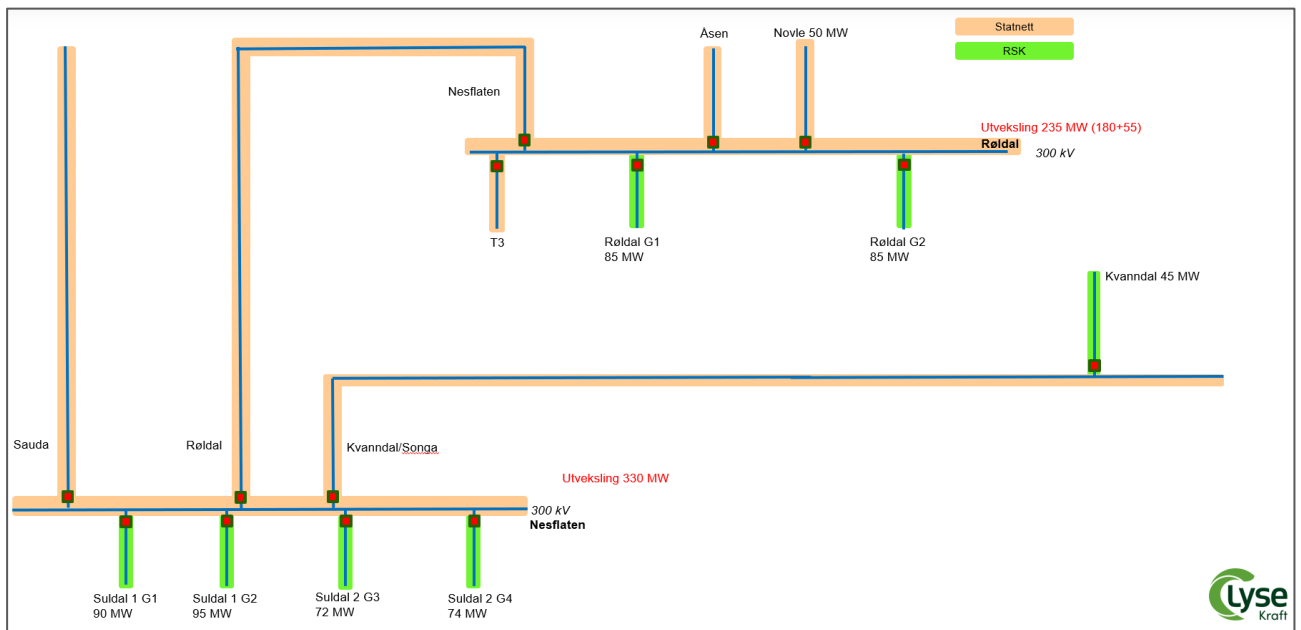 Statnett
RSK
Åsen
Novle 50 MW
Nesflaten
Utveksling 235 MW (180+55)
Røldal
300 kV
T3
Røldal G1
85 MW
Røldal G2
85 MW
Kvanndal 45 MW
Sauda
Røldal
Kvanndal/Songa
Utveksling 330 MW
300 kV
Nesflaten
Suldal 1 G1
90 MW
Suldal 1 G2
95 MW
Suldal 2 G3
72 MW
Suldal 2 G4
74 MW
Lyse
Kraft